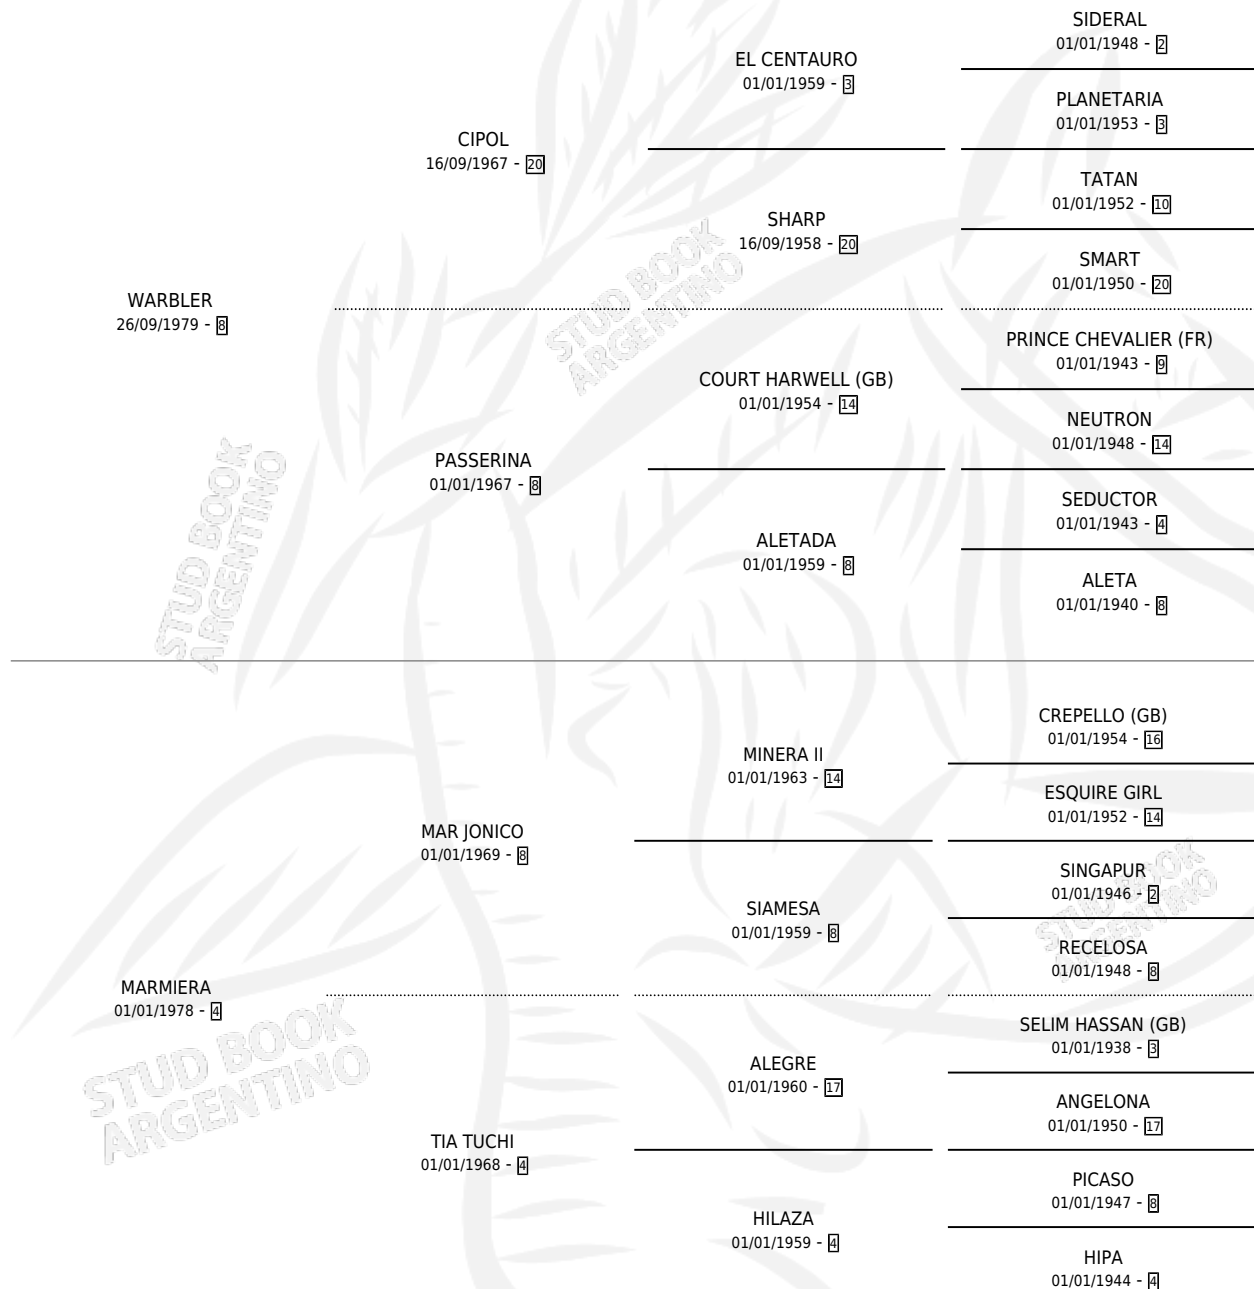 SIDERAL
01/01/1948 - 2
EL CENTAURO
01/01/1959 - 3
PLANETARIA
01/01/1953 - 3
CIPOL
16/09/1967 - 20
TATAN
01/01/1952 - 10
SHARP
16/09/1958 - 20
SMART
01/01/1950 - 20
WARBLER
26/09/1979 - 8
PRINCE CHEVALIER (FR)
01/01/1943 - 9
COURT HARWELL (GB)
01/01/1954 - 14
NEUTRON
01/01/1948 - 14
PASSERINA
01/01/1967 - 8
SEDUCTOR
01/01/1943 - 4
ALETADA
01/01/1959 - 8
ALETA
01/01/1940 - 8
STUD BOOK
ARGENTINO
STUD BOOK
ARGENTINO
CREPELLO (GB)
01/01/1954 - 16
MINERA II
01/01/1963 - 14
ESQUIRE GIRL
01/01/1952 - 14
MAR JONICO
01/01/1969 - 8
SINGAPUR
01/01/1946 - 2
SIAMESA
01/01/1959 - 8
RECELOSA
01/01/1948 - 8
STUD BOOK
ARGENTINO
MARMIERA
01/01/1978 - 4
SELIM HASSAN (GB)
01/01/1938 - 3
ALEGRE
01/01/1960 - 17
ANGELONA
01/01/1950 - 17
STUD BOOK
ARGENTINO
TIA TUCHI
01/01/1968 - 4
PICASO
01/01/1947 - 8
HILAZA
01/01/1959 - 4
HIPA
01/01/1944 - 4